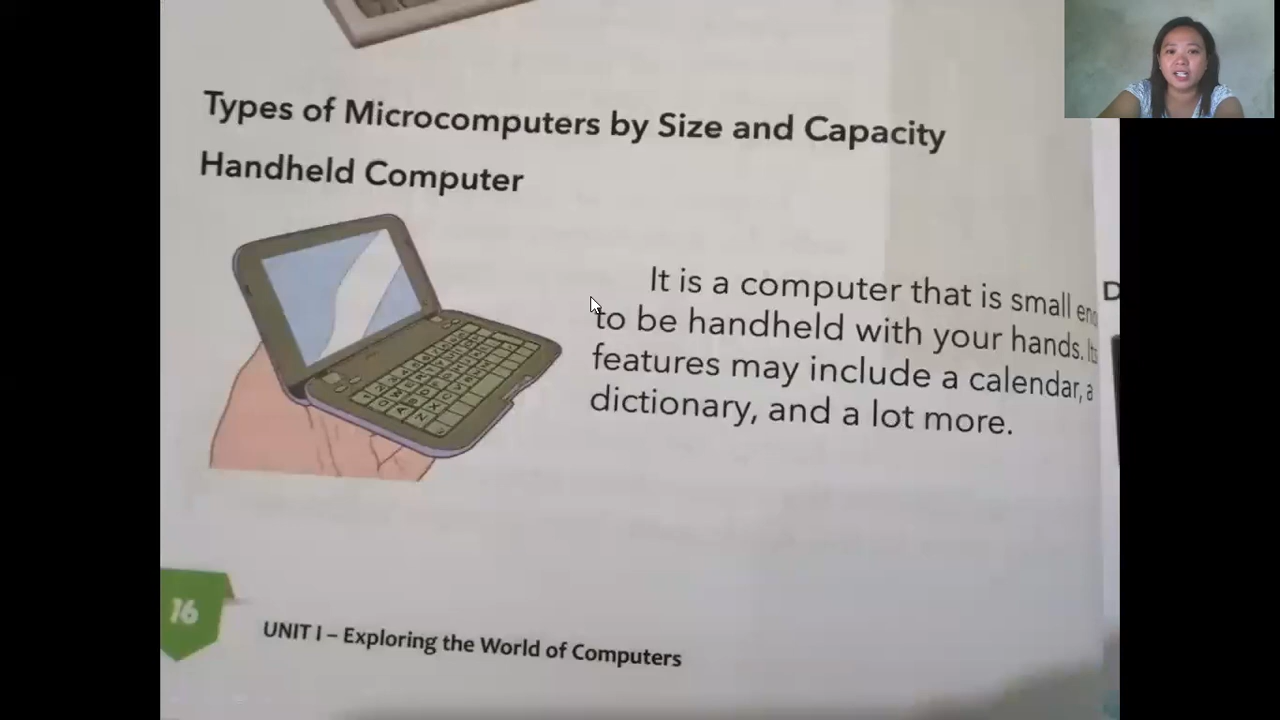 Types of Microcomputers by Size and Capacity
Handheld Computer
It is a computer that is small
to be handheld with your hands. Its
features may include a calendar, a
dictionary, and a lot more.
16
UNIT I – Exploring the World of Computers